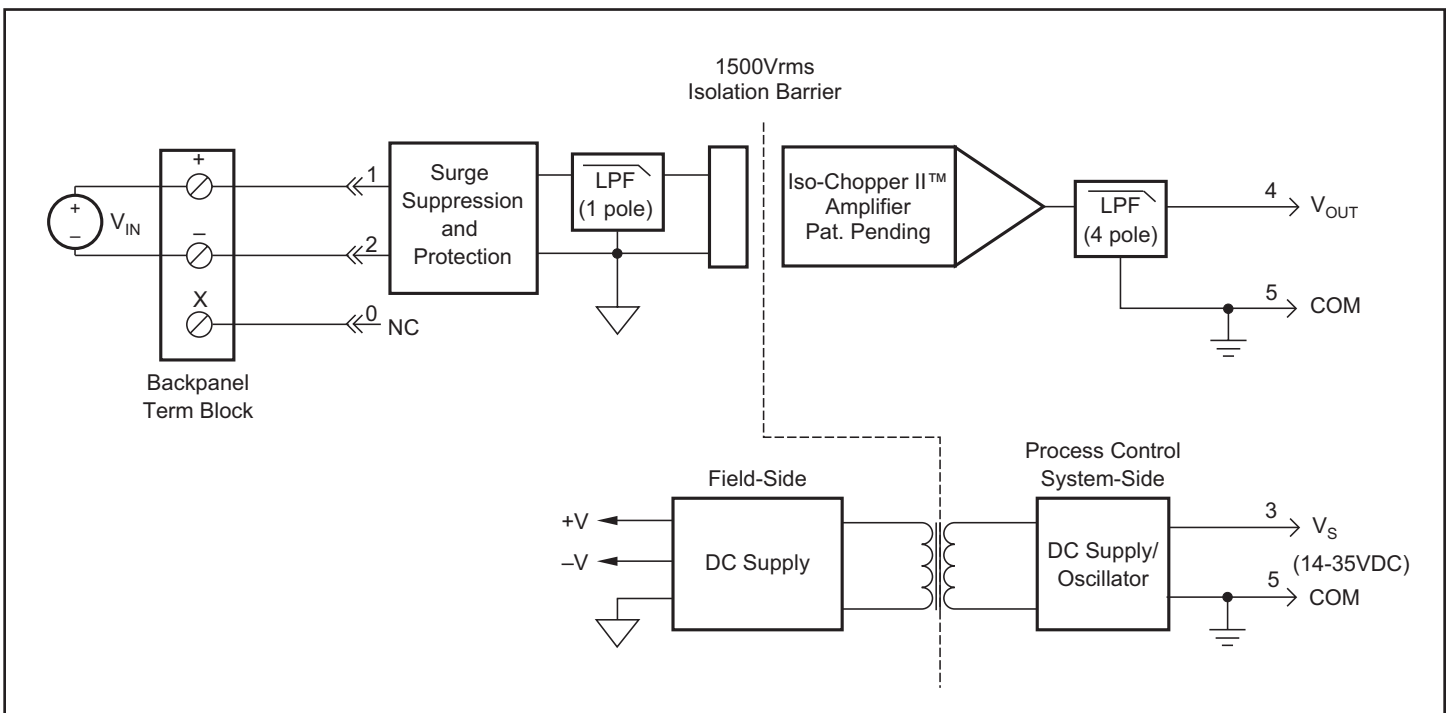 1500Vrms
Isolation Barrier
+
1
Surge
Suppression
and
Protection
LPF
(1 pole)
Iso-Chopper II™
Amplifier
Pat. Pending
LPF
(4 pole)
4
VOUT
+
–
VIN
–
2
X
0
NC
5
COM
Backpanel
Term Block
Field-Side
Process Control
System-Side
+V
–V
DC Supply
DC Supply/
Oscillator
3
VS
(14-35VDC)
5
COM